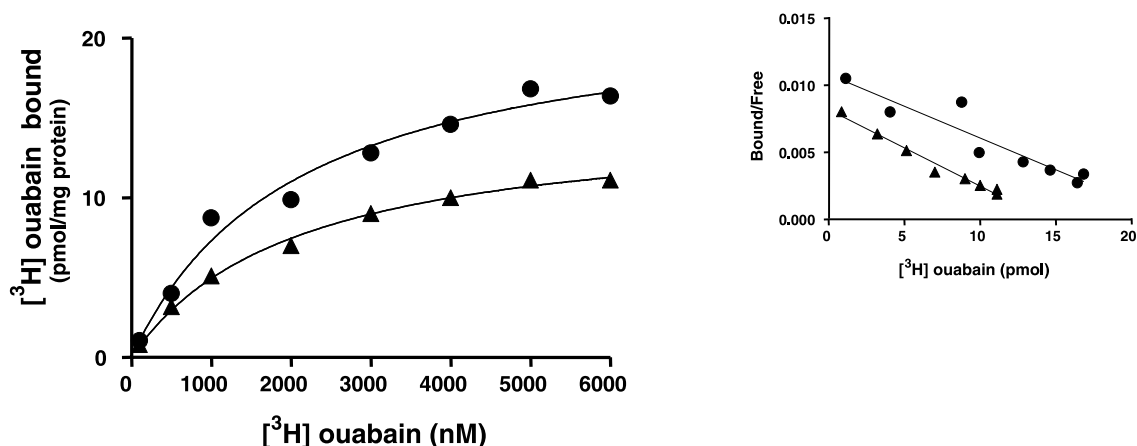 20
10
0
[³H] ouabain bound
(pmol/mg protein)
0 1000 2000 3000 4000 5000 6000
[³H] ouabain (nM)
0.015
0.010
0.005
0.000
Bound/Free
0 5 10 15 20
[³H] ouabain (pmol)